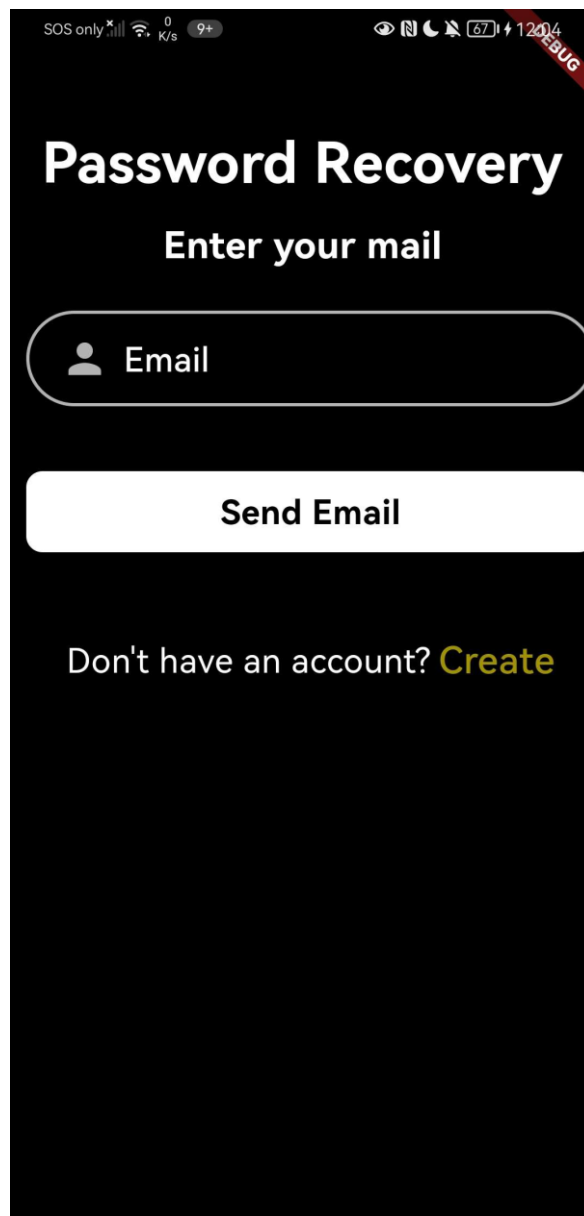 SOS only 0 K/s 9+ 67 12:04
DEBUG
Password Recovery
Enter your mail
Email
Send Email
Don't have an account? Create